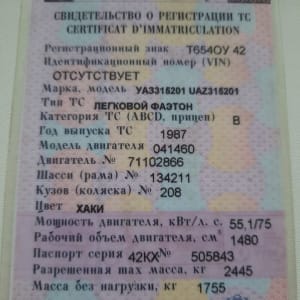 СВИДЕТЕЛЬСТВО О РЕГИСТРАЦИИ ТС
CERTIFICAT D'IMMATRICULATION
Регистрационный знак Т654ОУ 42
Идентификационный номер (VIN)
ОТСУТСТВУЕТ
Марка, модель УАЗ315201 UAZ315201
Тип ТС ЛЕГКОВОЙ ФАЭТОН
Категория ТС (ABCD, прицеп) B
Год выпуска ТС 1987
Модель двигателя 041460
Двигатель № 71102866
Шасси (рама) № 134211
Кузов (коляска) № 208
Цвет ХАКИ
Мощность двигателя, кВт/л. с. 55,1/75
Рабочий объем двигателя, см³ 1480
Паспорт серия 42КХ № 505843
Разрешенная max масса, кг 2445
Масса без нагрузки, кг 1755